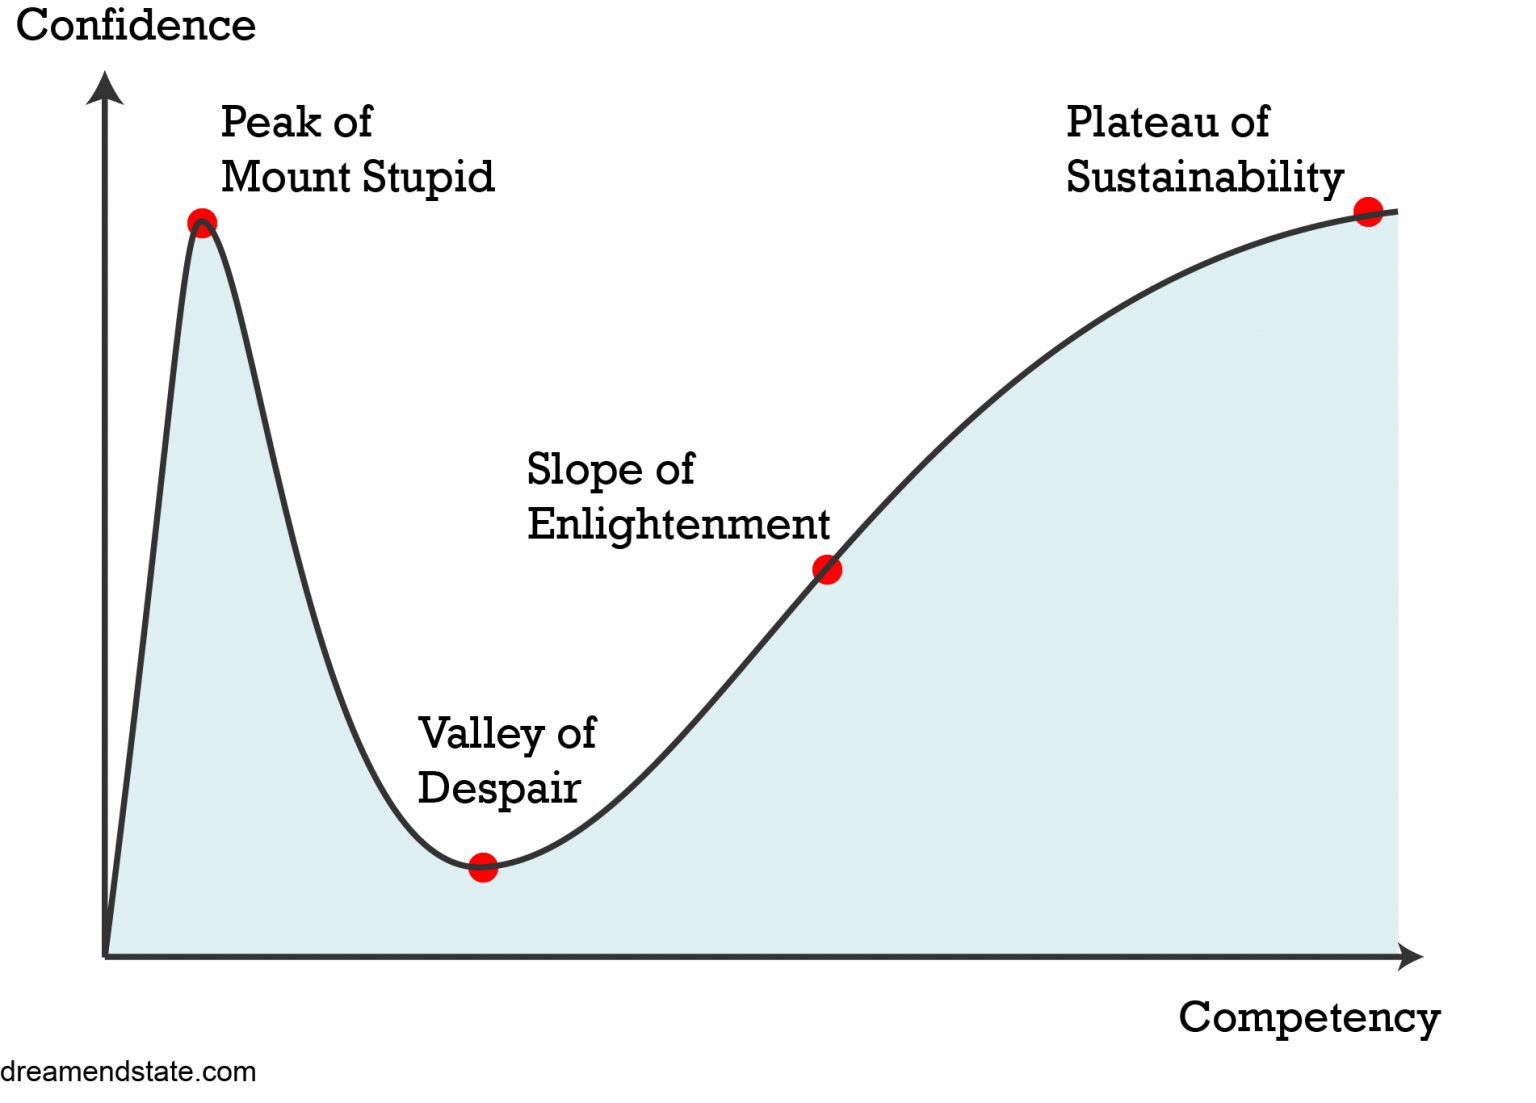 Confidence
Peak of
Mount Stupid
Plateau of
Sustainability
Slope of
Enlightenment
Valley of
Despair
Competency
dreamendstate.com